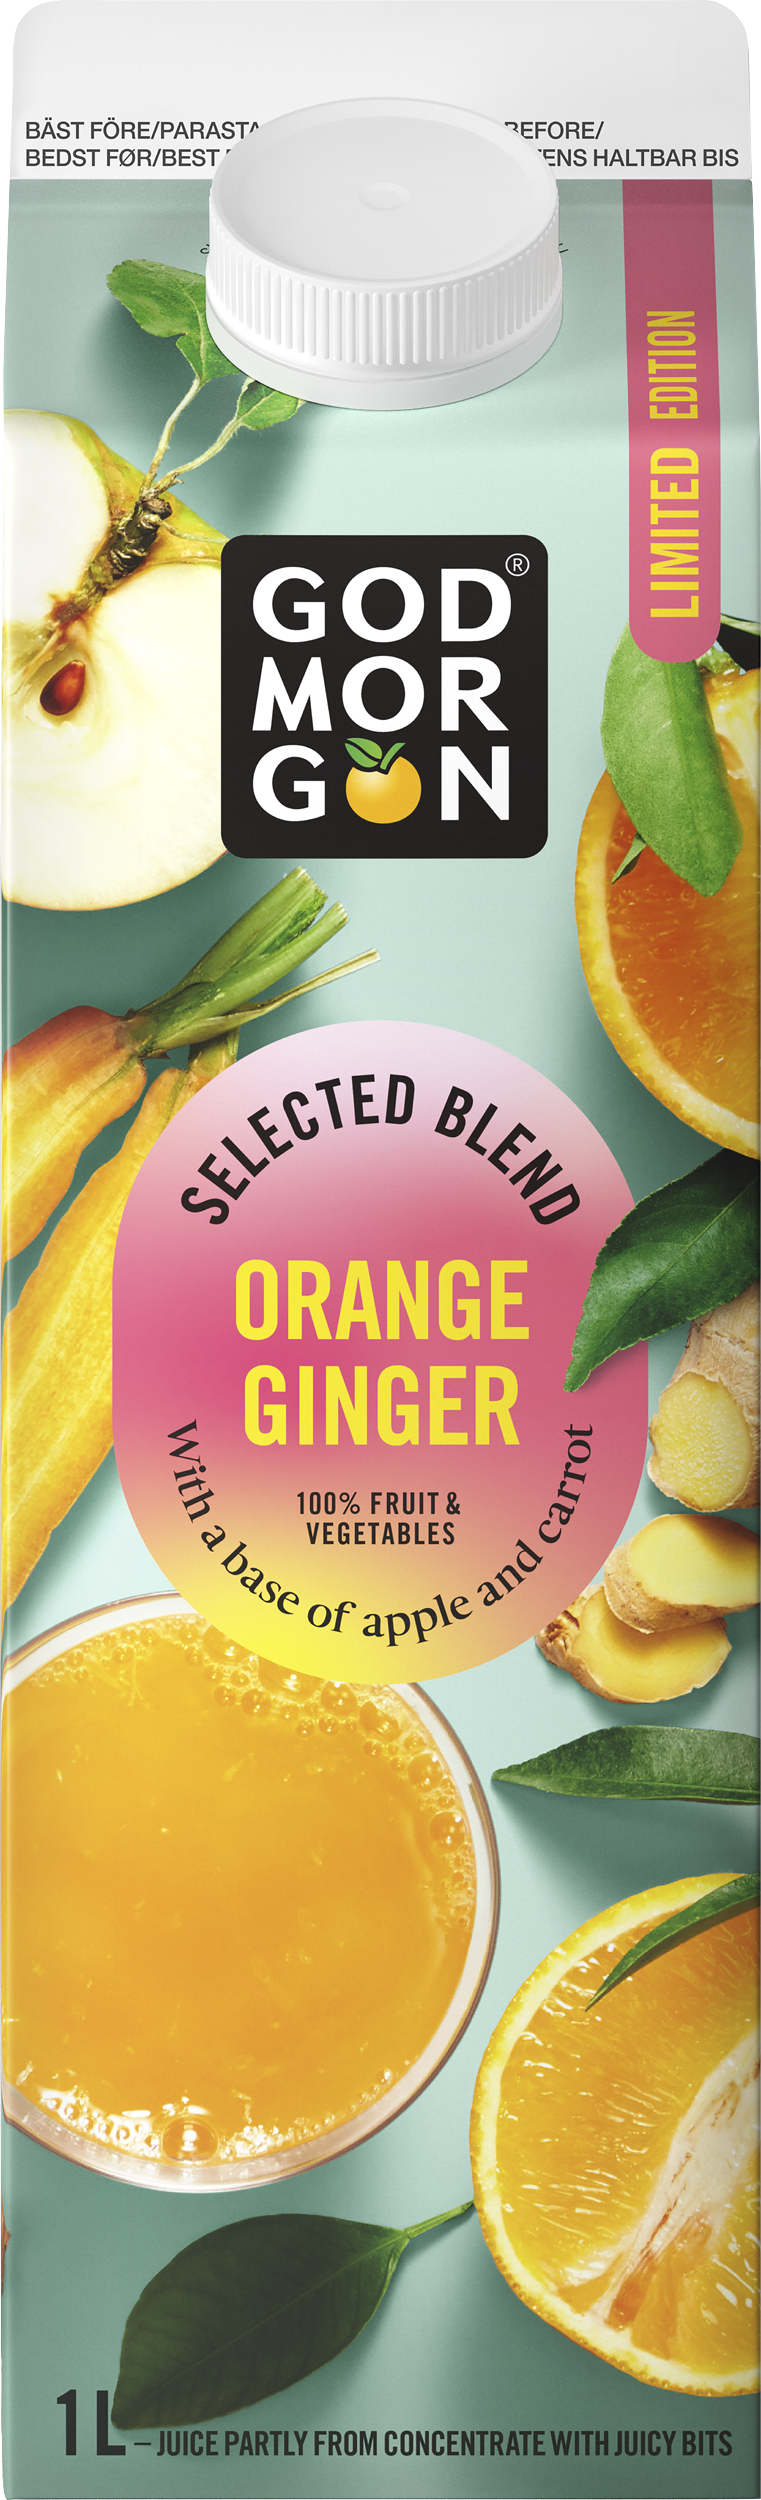 BÄST FÖRE/PARASTA BEFORE/
BEDST FØR/BEST HALTBAR BIS
LIMITED EDITION
GOD®
MOR
GON
SELECTED BLEND
ORANGE
GINGER
100% FRUIT &
VEGETABLES
With a base of apple and carrot
1 L – JUICE PARTLY FROM CONCENTRATE WITH JUICY BITS